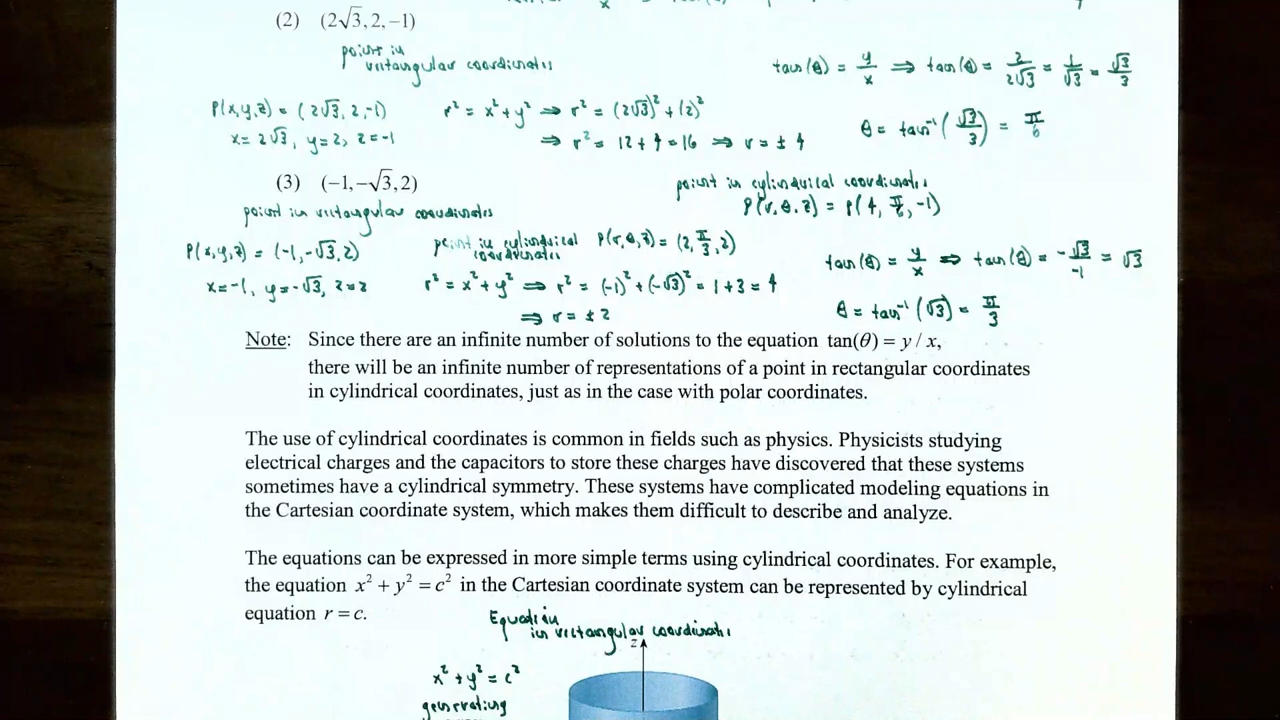 (2) (2√3, 2, −1)
point in
rectangular coordinates
tan(θ) = y/x ⇒ tan(θ) = 2/2√3 = 1/√3 = √3/3
P(x,y,z) = (2√3, 2, -1)
r² = x² + y² ⇒ r² = (2√3)² + (2)²
x = 2√3, y = 2, z = -1
⇒ r² = 12 + 4 = 16 ⇒ r = ± 4
θ = tan⁻¹(√3/3) = π/6
(3) (−1, −√3, 2)
point in cylindrical coordinates
point in rectangular coordinates
P(r,θ,z) = P(4, π/6, -1)
P(x,y,z) = (-1, -√3, 2)
point in cylindrical P(r,θ,z) = (2, π/3, 2)
coordinates
tan(θ) = y/x ⇒ tan(θ) = -√3/-1 = √3
x = -1, y = -√3, z = 2
r² = x² + y² ⇒ r² = (-1)² + (-√3)² = 1 + 3 = 4
⇒ r = ± 2
θ = tan⁻¹(√3) = π/3
Note: Since there are an infinite number of solutions to the equation tan(θ) = y / x,
there will be an infinite number of representations of a point in rectangular coordinates
in cylindrical coordinates, just as in the case with polar coordinates.
The use of cylindrical coordinates is common in fields such as physics. Physicists studying
electrical charges and the capacitors to store these charges have discovered that these systems
sometimes have a cylindrical symmetry. These systems have complicated modeling equations in
the Cartesian coordinate system, which makes them difficult to describe and analyze.
The equations can be expressed in more simple terms using cylindrical coordinates. For example,
the equation x² + y² = c² in the Cartesian coordinate system can be represented by cylindrical
equation r = c.
Equation
in rectangular coordinates
z
x² + y² = c²
generating